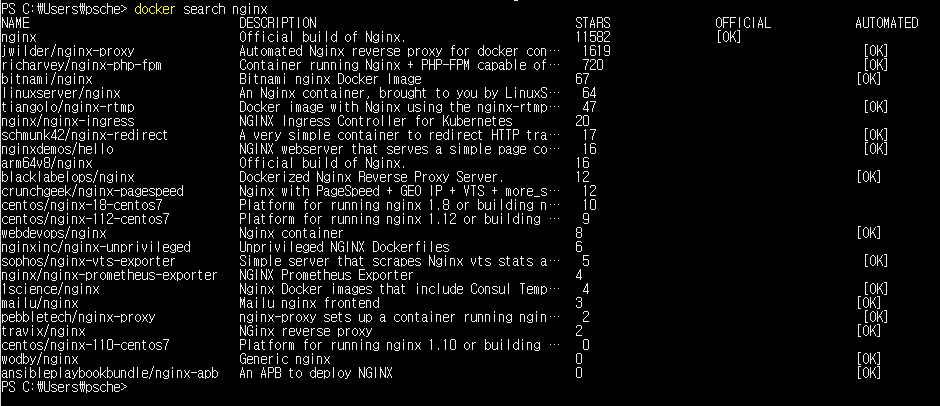 PS C:₩Users₩psche> docker search nginx
NAME DESCRIPTION STARS OFFICIAL AUTOMATED
nginx Official build of Nginx. 11582 [OK]
jwilder/nginx-proxy Automated Nginx reverse proxy for docker con… 1619 [OK]
richarvey/nginx-php-fpm Container running Nginx + PHP-FPM capable of… 720 [OK]
bitnami/nginx Bitnami nginx Docker Image 67 [OK]
linuxserver/nginx An Nginx container, brought to you by LinuxS… 64
tiangolo/nginx-rtmp Docker image with Nginx using the nginx-rtmp… 47 [OK]
nginx/nginx-ingress NGINX Ingress Controller for Kubernetes 20
schmunk42/nginx-redirect A very simple container to redirect HTTP tra… 17 [OK]
nginxdemos/hello NGINX webserver that serves a simple page co… 16 [OK]
arm64v8/nginx Official build of Nginx. 16
blacklabelops/nginx Dockerized Nginx Reverse Proxy Server. 12 [OK]
crunchgeek/nginx-pagespeed Nginx with PageSpeed + GEO IP + VTS + more_s… 12
centos/nginx-18-centos7 Platform for running nginx 1.8 or building n… 10
centos/nginx-112-centos7 Platform for running nginx 1.12 or building … 9
webdevops/nginx Nginx container 8 [OK]
nginxinc/nginx-unprivileged Unprivileged NGINX Dockerfiles 6
sophos/nginx-vts-exporter Simple server that scrapes Nginx vts stats a… 5 [OK]
nginx/nginx-prometheus-exporter NGINX Prometheus Exporter 4
1science/nginx Nginx Docker images that include Consul Temp… 4 [OK]
mailu/nginx Mailu nginx frontend 3 [OK]
pebbletech/nginx-proxy nginx-proxy sets up a container running ngin… 2 [OK]
travix/nginx NGinx reverse proxy 2 [OK]
centos/nginx-110-centos7 Platform for running nginx 1.10 or building … 0
wodby/nginx Generic nginx 0 [OK]
ansibleplaybookbundle/nginx-apb An APB to deploy NGINX 0 [OK]
PS C:₩Users₩psche>